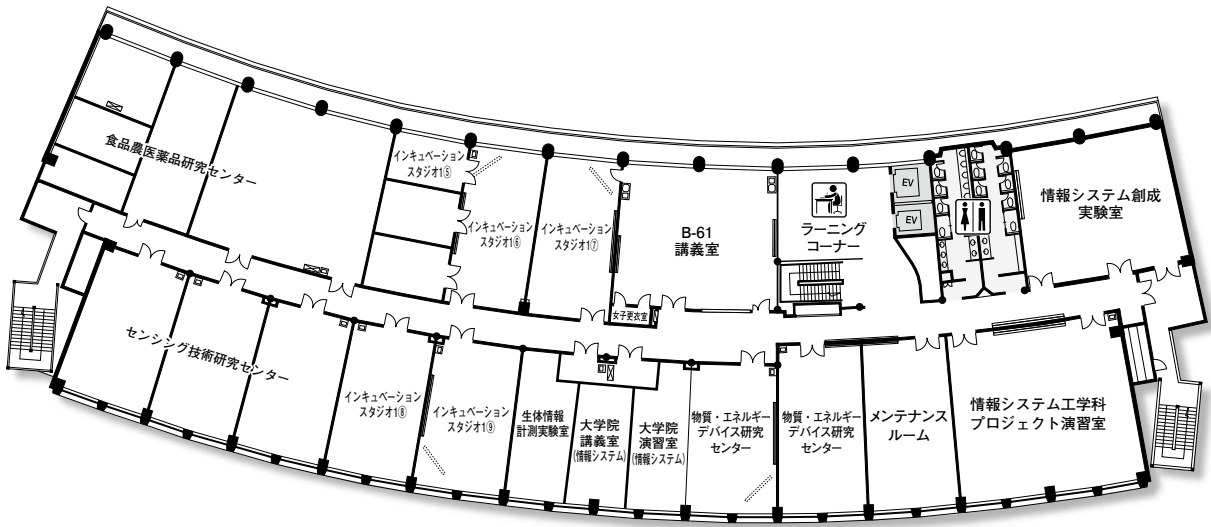 食品農医薬品研究センター
インキュベーション
スタジオ1⑤
インキュベーション
スタジオ1⑥
インキュベーション
スタジオ1⑦
B-61
講義室
女子更衣室
ラーニング
コーナー
EV
EV
情報システム創成
実験室
センシング技術研究センター
インキュベーション
スタジオ1⑧
インキュベーション
スタジオ1⑨
生体情報
計測実験室
大学院
講義室
(情報システム)
大学院
演習室
(情報システム)
物質・エネルギー
デバイス研究
センター
物質・エネルギー
デバイス研究
センター
メンテナンス
ルーム
情報システム工学科
プロジェクト演習室